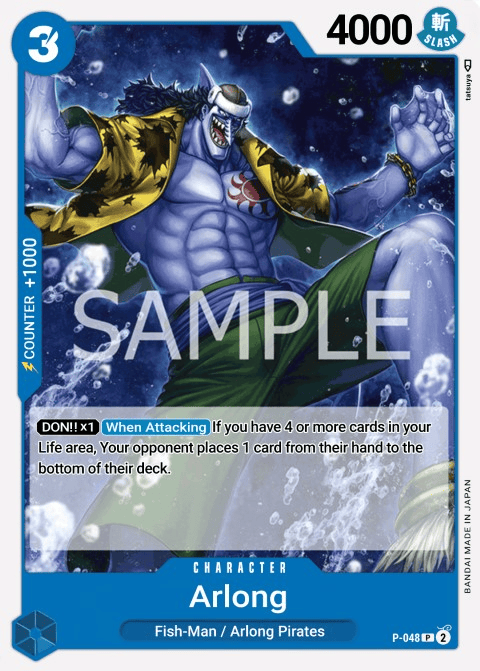 3
4000
斬
SLASH
tatsuya
COUNTER +1000
SAMPLE
DON!! x1 When Attacking If you have 4 or more cards in your
Life area, Your opponent places 1 card from their hand to the
bottom of their deck.
BANDAI MADE IN JAPAN
CHARACTER
Arlong
Fish-Man / Arlong Pirates
P-048 P 2